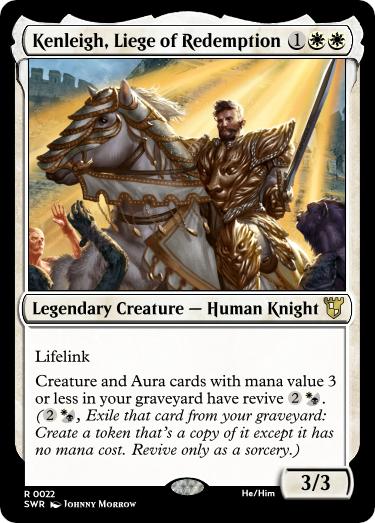 Kenleigh, Liege of Redemption 1
Legendary Creature — Human Knight
Lifelink
Creature and Aura cards with mana value 3
or less in your graveyard have revive 2 .
( 2 , Exile that card from your graveyard:
Create a token that's a copy of it except it has
no mana cost. Revive only as a sorcery.)
3/3
R 0022
SWR Johnny Morrow
He/Him